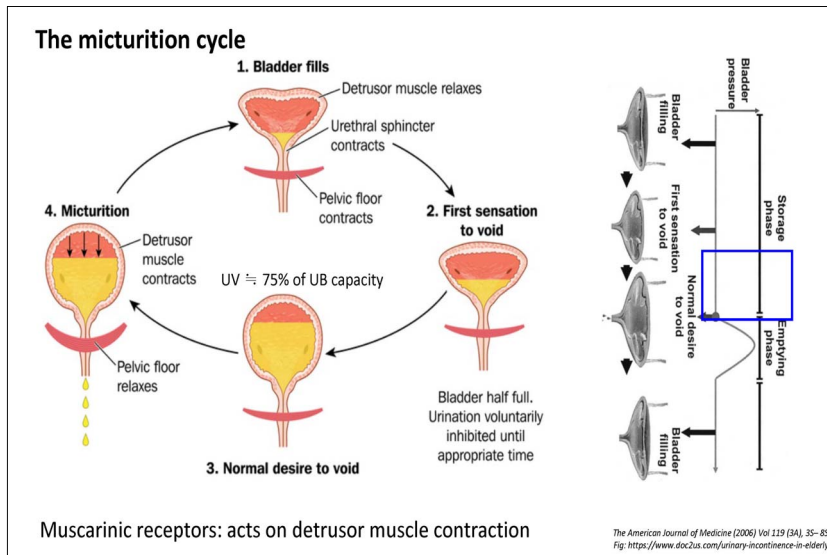 The micturition cycle
1. Bladder fills
Detrusor muscle relaxes
Urethral sphincter
contracts
Pelvic floor
contracts
2. First sensation
to void
Bladder half full.
Urination voluntarily
inhibited until
appropriate time
UV ≒ 75% of UB capacity
3. Normal desire to void
4. Micturition
Detrusor
muscle
contracts
Pelvic floor
relaxes
Bladder
pressure
Storage
phase
Emptying
phase
Bladder
filling
First sensation
to void
Normal desire
to void
Bladder
filling
Muscarinic receptors: acts on detrusor muscle contraction
The American Journal of Medicine (2006) Vol 119 (3A), 3S– 8S
Fig: https://www.doc2us.com/urinary-incontinence-in-elderly